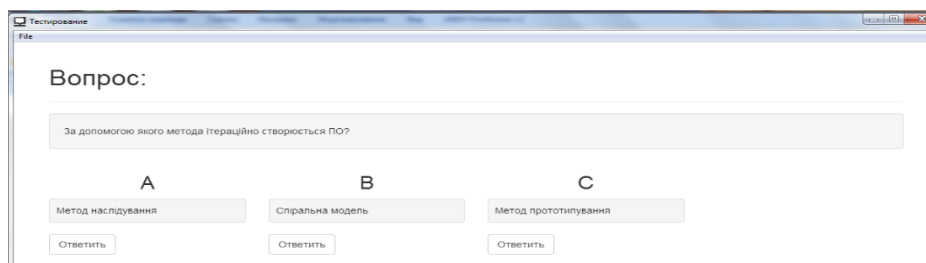 Тестирование
File
Вопрос:
За допомогою якого метода ітераційно створюється ПО?
A B C
Метод наслідування Спіральна модель Метод прототипування
Ответить Ответить Ответить